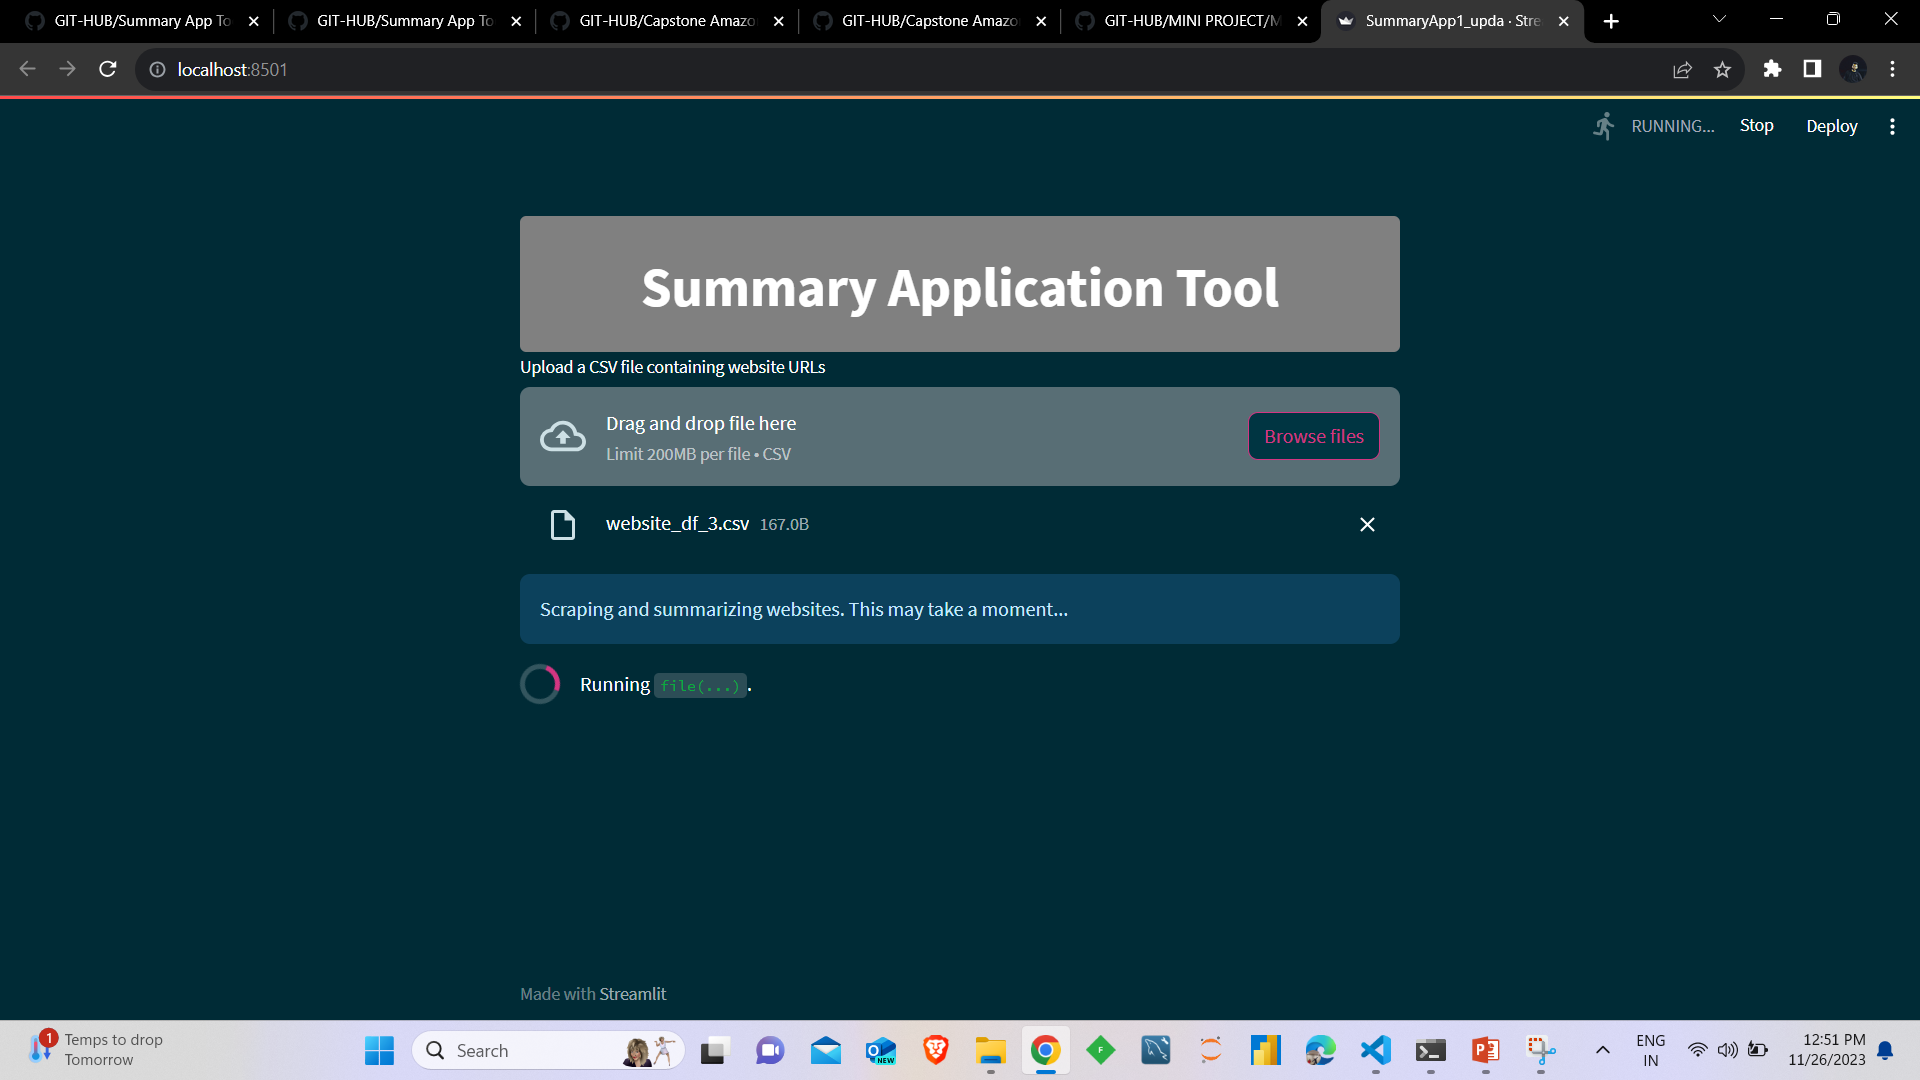 GIT-HUB/Summary App To
GIT-HUB/Summary App To
GIT-HUB/Capstone Amazo
GIT-HUB/Capstone Amazo
GIT-HUB/MINI PROJECT/M
SummaryApp1_upda · Stre
localhost:8501
RUNNING...
Stop
Deploy
Summary Application Tool
Upload a CSV file containing website URLs
Drag and drop file here
Limit 200MB per file • CSV
Browse files
website_df_3.csv 167.0B
Scraping and summarizing websites. This may take a moment...
Running file(...).
Made with Streamlit
1
Temps to drop
Tomorrow
Search
NEW
F
ENG
IN
12:51 PM
11/26/2023